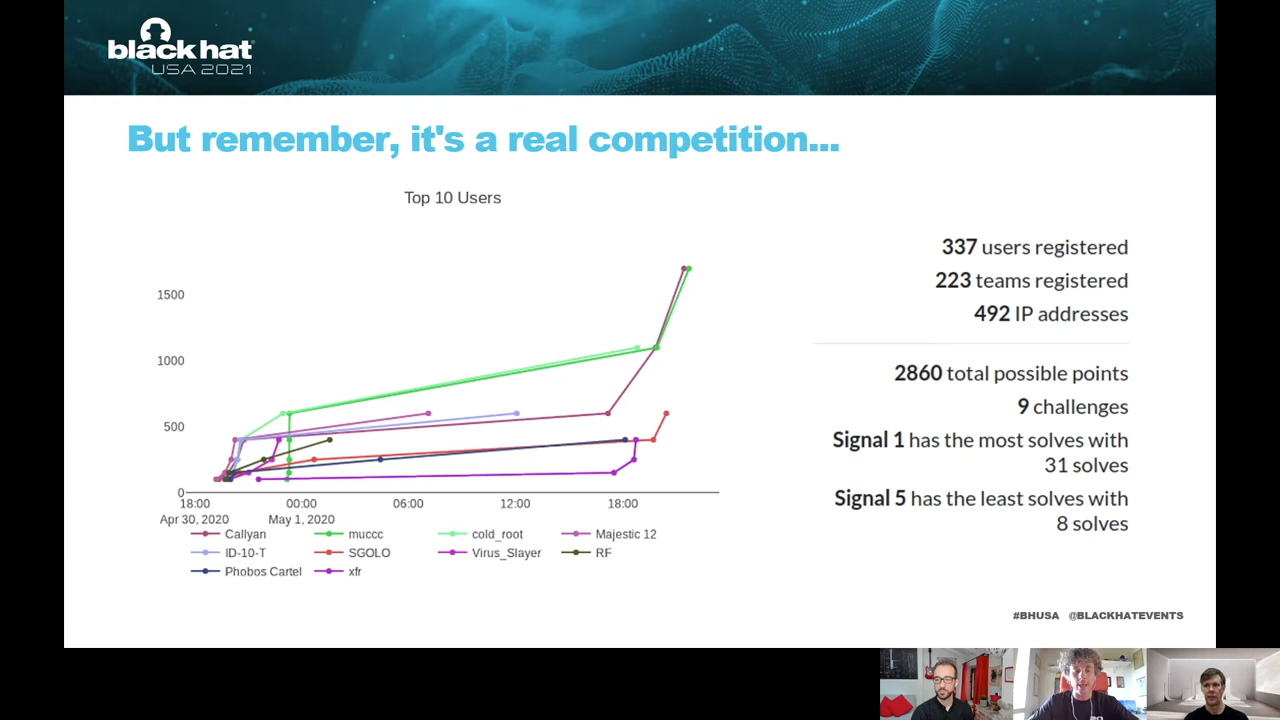 black hat
USA 2021
But remember, it's a real competition...
Top 10 Users
1500
1000
500
0
18:00
00:00
06:00
12:00
18:00
Apr 30, 2020
May 1, 2020
Callyan
muccc
cold_root
Majestic 12
ID-10-T
SGOLO
Virus_Slayer
RF
Phobos Cartel
xfr
337 users registered
223 teams registered
492 IP addresses
2860 total possible points
9 challenges
Signal 1 has the most solves with
31 solves
Signal 5 has the least solves with
8 solves
#BHUSA @BLACKHATEVENTS